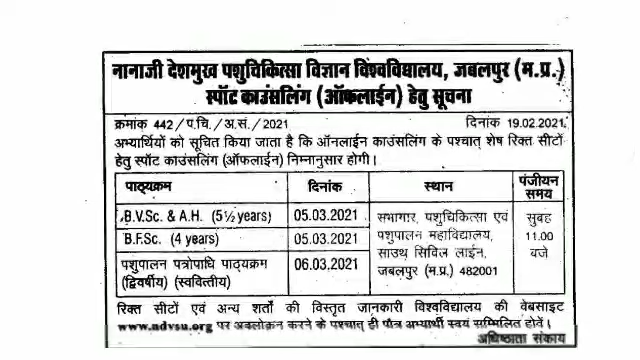 नानाजी देशमुख पशुचिकित्सा विज्ञान विश्वविद्यालय, जबलपुर (म.प्र.)
स्पॉट काउंसलिंग (ऑफलाईन) हेतु सूचना
क्रमांक 442/प.चि./अ.सं./2021 दिनांक 19.02.2021
अभ्यार्थियों को सूचित किया जाता है कि ऑनलाईन काउंसलिंग के पश्चात् शेष रिक्त सीटों
हेतु स्पॉट काउंसलिंग (ऑफलाईन) निम्नानुसार होगी।
पाठ्यक्रम दिनांक स्थान पंजीयन समय
B.V.Sc. & A.H. (5½ years) 05.03.2021
B.F.Sc. (4 years) 05.03.2021
पशुपालन पत्रोपाधि पाठ्यक्रम
(द्विवर्षीय) (स्ववित्तीय) 06.03.2021
सभागार, पशुचिकित्सा एवं
पशुपालन महाविद्यालय,
साउथ सिविल लाईन,
जबलपुर (म.प्र.) 482001
सुबह
11.00
बजे
रिक्त सीटों एवं अन्य शर्तों की विस्तृत जानकारी विश्वविद्यालय की वेबसाइट
www.ndvsu.org पर अवलोकन करने के पश्चात् ही पात्र अभ्यार्थी स्वयं सम्मिलित होवें।
अधिष्ठाता संकाय